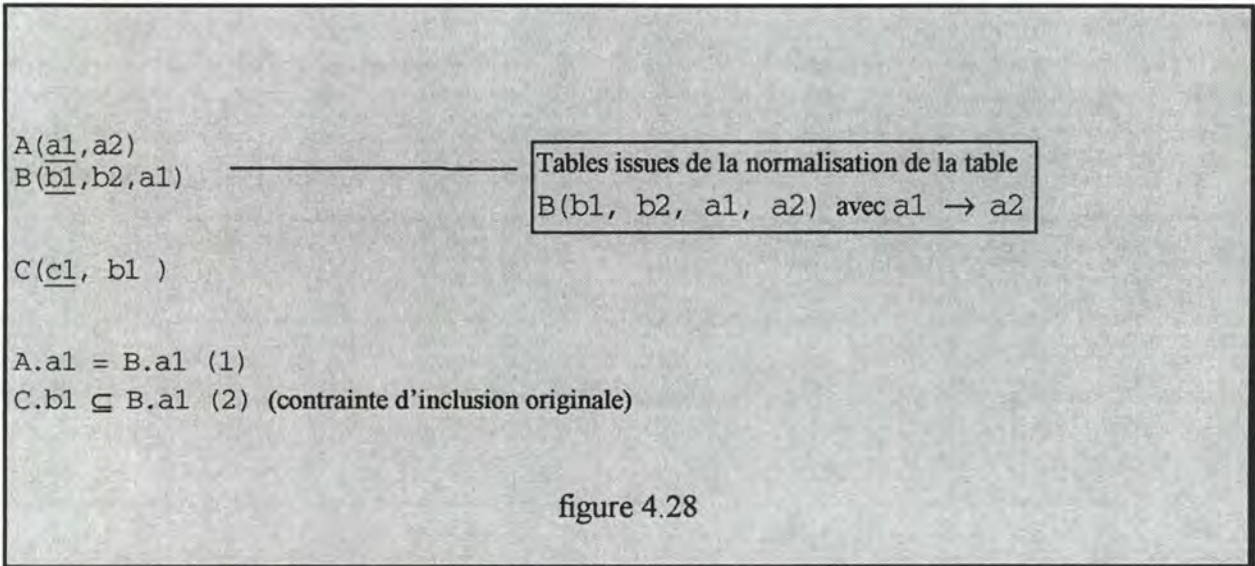 A(a1,a2)
B(b1,b2,a1)
Tables issues de la normalisation de la table
B(b1, b2, a1, a2) avec a1 → a2
C(c1, b1 )
A.a1 = B.a1 (1)
C.b1 ⊆ B.a1 (2) (contrainte d'inclusion originale)
figure 4.28